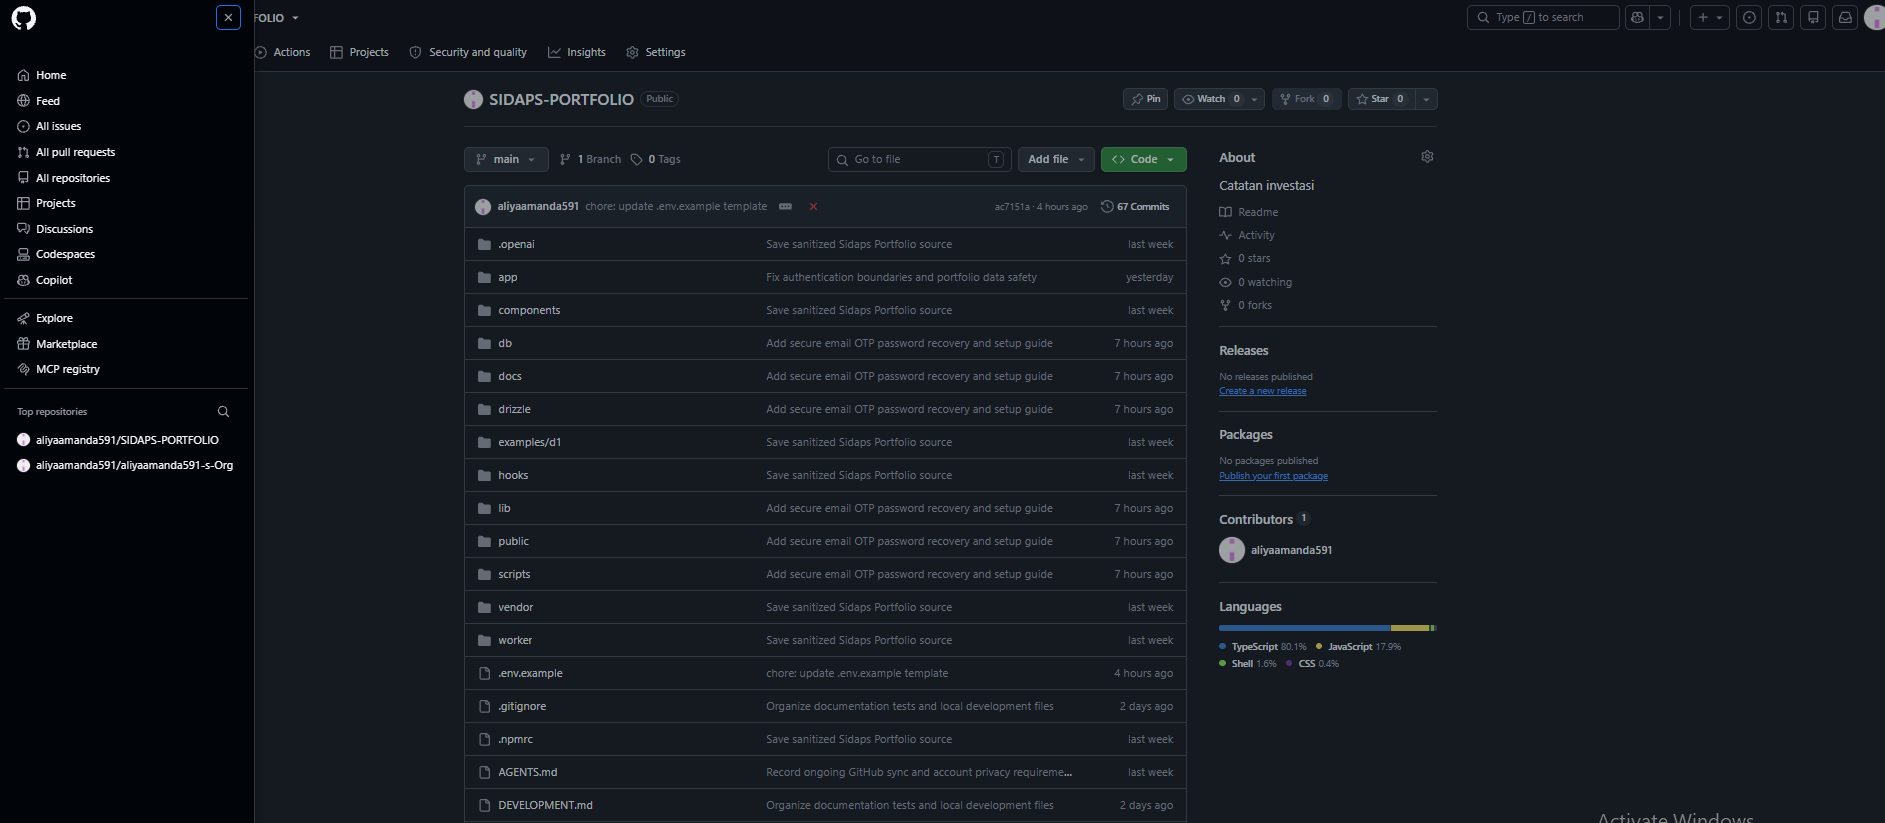 FOLIO
Type / to search
Home
Feed
All issues
All pull requests
All repositories
Projects
Discussions
Codespaces
Copilot
Explore
Marketplace
MCP registry
Top repositories
aliyaamanda591/SIDAPS-PORTFOLIO
aliyaamanda591/aliyaamanda591-s-Org
Actions Projects Security and quality Insights Settings
SIDAPS-PORTFOLIO Public
Pin Watch 0 Fork 0 Star 0
main 1 Branch 0 Tags Go to file T Add file Code
aliyaamanda591 chore: update .env.example template ac7151a · 4 hours ago 67 Commits
.openai Save sanitized Sidaps Portfolio source last week
app Fix authentication boundaries and portfolio data safety yesterday
components Save sanitized Sidaps Portfolio source last week
db Add secure email OTP password recovery and setup guide 7 hours ago
docs Add secure email OTP password recovery and setup guide 7 hours ago
drizzle Add secure email OTP password recovery and setup guide 7 hours ago
examples/d1 Save sanitized Sidaps Portfolio source last week
hooks Save sanitized Sidaps Portfolio source last week
lib Add secure email OTP password recovery and setup guide 7 hours ago
public Add secure email OTP password recovery and setup guide 7 hours ago
scripts Add secure email OTP password recovery and setup guide 7 hours ago
vendor Save sanitized Sidaps Portfolio source last week
worker Save sanitized Sidaps Portfolio source last week
.env.example chore: update .env.example template 4 hours ago
.gitignore Organize documentation tests and local development files 2 days ago
.npmrc Save sanitized Sidaps Portfolio source last week
AGENTS.md Record ongoing GitHub sync and account privacy requireme... last week
DEVELOPMENT.md Organize documentation tests and local development files 2 days ago
About
Catatan investasi
Readme
Activity
0 stars
0 watching
0 forks
Releases
No releases published
Create a new release
Packages
No packages published
Publish your first package
Contributors 1
aliyaamanda591
Languages
TypeScript 80.1% JavaScript 17.9%
Shell 1.6% CSS 0.4%
Activate Windows